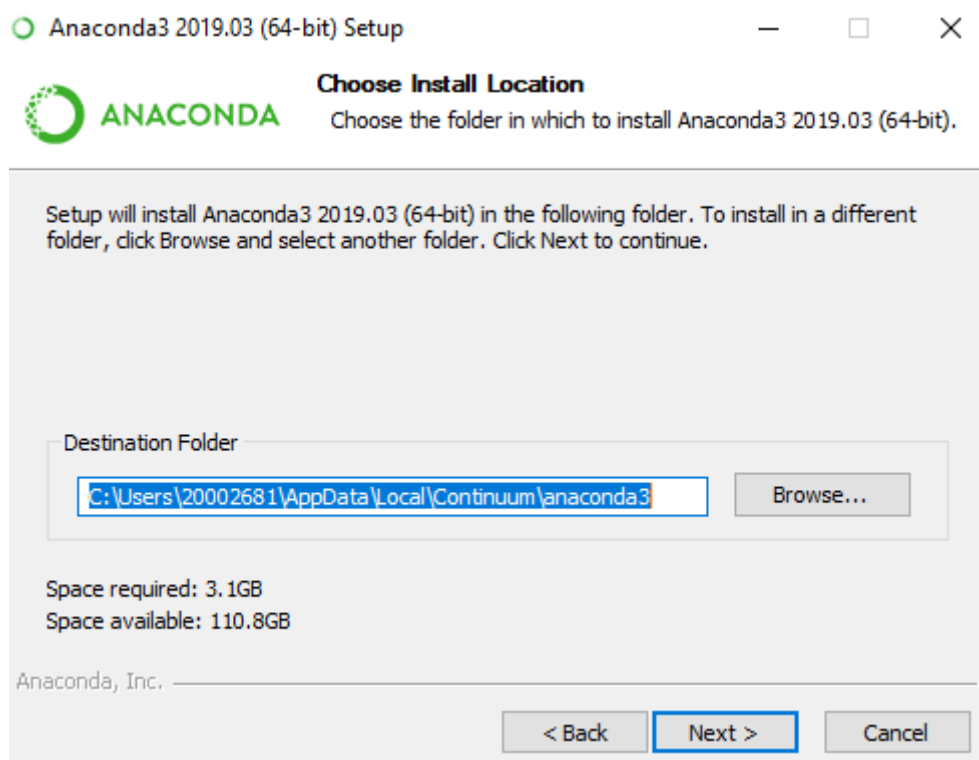 Anaconda3 2019.03 (64-bit) Setup
ANACONDA
Choose Install Location
Choose the folder in which to install Anaconda3 2019.03 (64-bit).
Setup will install Anaconda3 2019.03 (64-bit) in the following folder. To install in a different
folder, click Browse and select another folder. Click Next to continue.
Destination Folder
C:\Users\20002681\AppData\Local\Continuum\anaconda3
Browse...
Space required: 3.1GB
Space available: 110.8GB
Anaconda, Inc.
< Back
Next >
Cancel